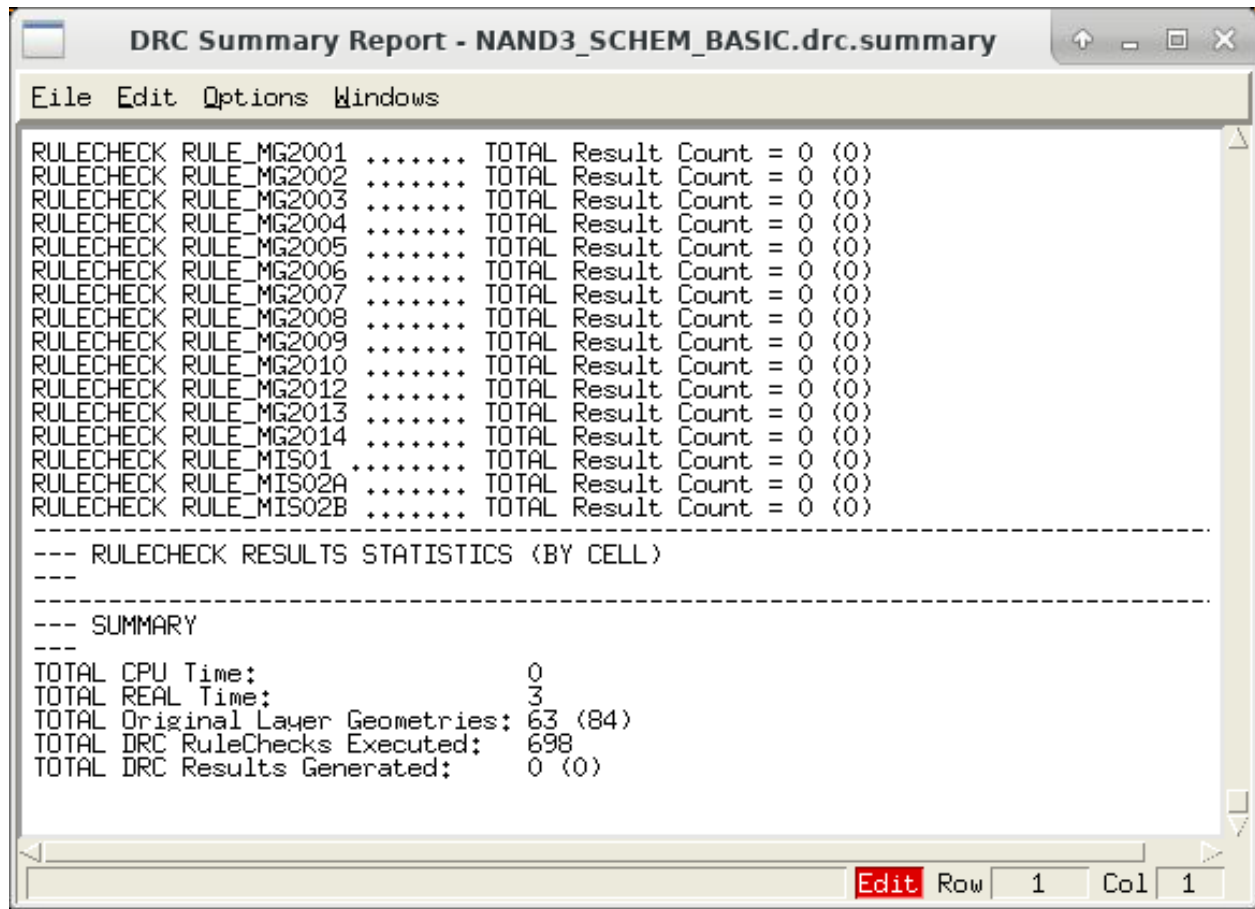 DRC Summary Report - NAND3_SCHEM_BASIC.drc.summary
File Edit Options Windows
RULECHECK RULE_MG2001 ....... TOTAL Result Count = 0 (0)
RULECHECK RULE_MG2002 ....... TOTAL Result Count = 0 (0)
RULECHECK RULE_MG2003 ....... TOTAL Result Count = 0 (0)
RULECHECK RULE_MG2004 ....... TOTAL Result Count = 0 (0)
RULECHECK RULE_MG2005 ....... TOTAL Result Count = 0 (0)
RULECHECK RULE_MG2006 ....... TOTAL Result Count = 0 (0)
RULECHECK RULE_MG2007 ....... TOTAL Result Count = 0 (0)
RULECHECK RULE_MG2008 ....... TOTAL Result Count = 0 (0)
RULECHECK RULE_MG2009 ....... TOTAL Result Count = 0 (0)
RULECHECK RULE_MG2010 ....... TOTAL Result Count = 0 (0)
RULECHECK RULE_MG2012 ....... TOTAL Result Count = 0 (0)
RULECHECK RULE_MG2013 ....... TOTAL Result Count = 0 (0)
RULECHECK RULE_MG2014 ....... TOTAL Result Count = 0 (0)
RULECHECK RULE_MIS01 ........ TOTAL Result Count = 0 (0)
RULECHECK RULE_MIS02A ....... TOTAL Result Count = 0 (0)
RULECHECK RULE_MIS02B ....... TOTAL Result Count = 0 (0)
----------------------------------------------------------------------------------
--- RULECHECK RESULTS STATISTICS (BY CELL)
---
----------------------------------------------------------------------------------
--- SUMMARY
---
TOTAL CPU Time: 0
TOTAL REAL Time: 3
TOTAL Original Layer Geometries: 63 (84)
TOTAL DRC RuleChecks Executed: 698
TOTAL DRC Results Generated: 0 (0)
Edit Row 1 Col 1